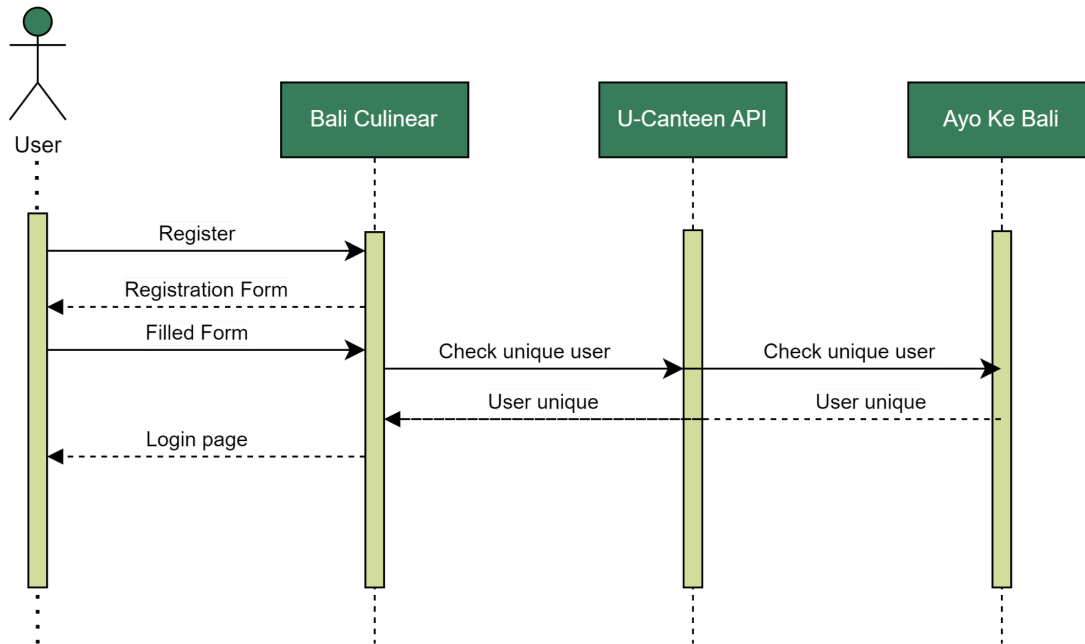 User
Bali Culinear
U-Canteen API
Ayo Ke Bali
Register
Registration Form
Filled Form
Check unique user
Check unique user
User unique
User unique
Login page